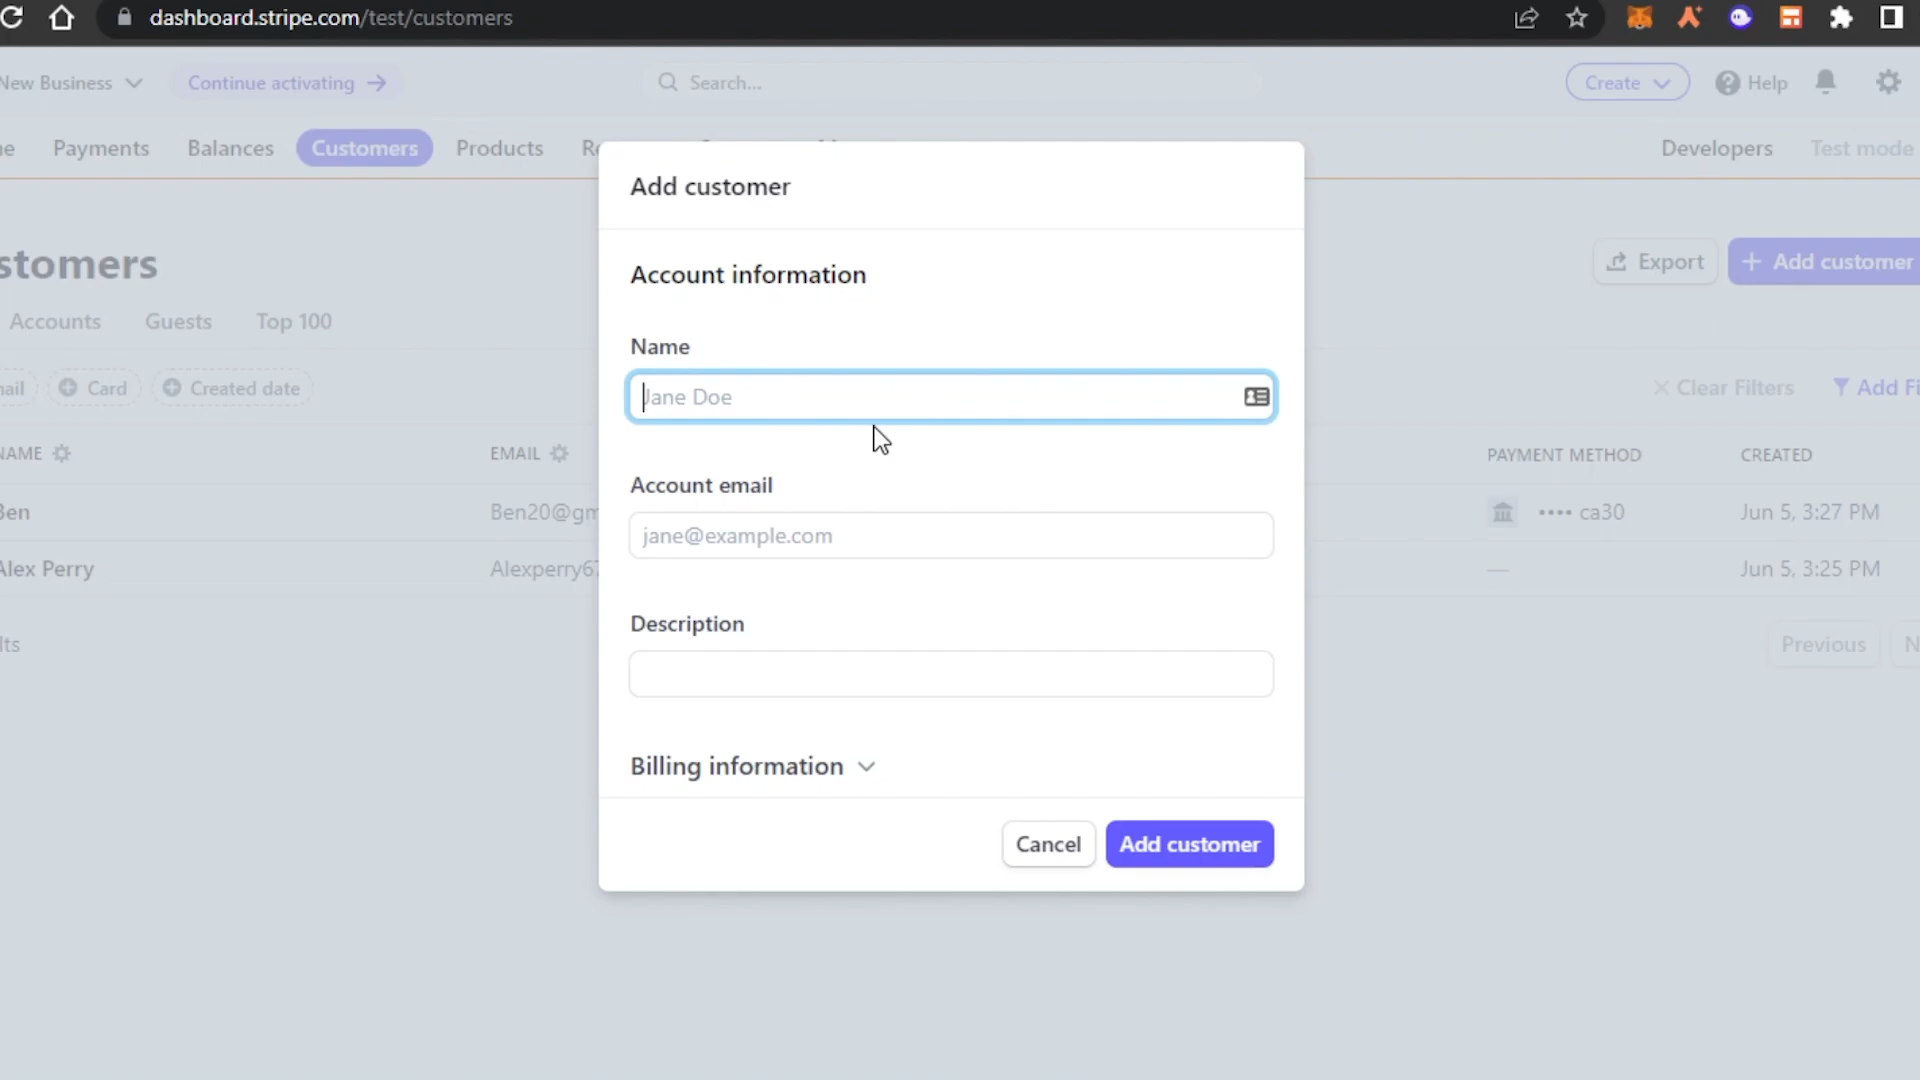 dashboard.stripe.com/test/customers
New Business Continue activating Search... Create Help
Payments Balances Customers Products Developers Test mode
Add customer
stomers Export Add customer
Account information
Accounts Guests Top 100
Name
Jane Doe
Card Created date Clear Filters Add Fi
NAME EMAIL PAYMENT METHOD CREATED
Account email
Ben Ben20@gm •••• ca30 Jun 5, 3:27 PM
jane@example.com
Alex Perry Alexperry67 — Jun 5, 3:25 PM
Description
lts Previous N
Billing information
Cancel Add customer